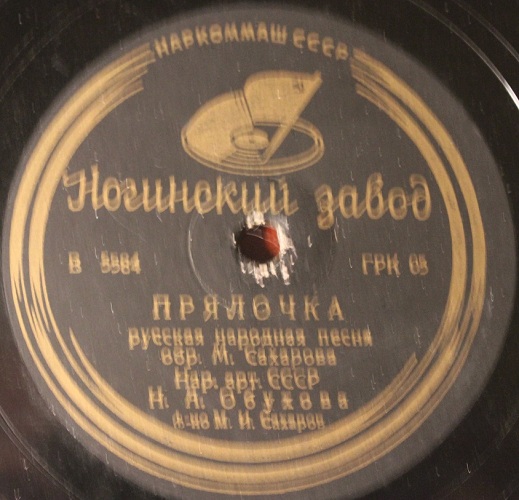 НАРКОММАШ СССР
Ногинский завод
В 5584 ГРК 65
ПРЯЛОЧКА
русская народная песня
обр. М. Сахарова
Нар. арт. СССР
Н. А. Обухова
ф-но М. И. Сахаров